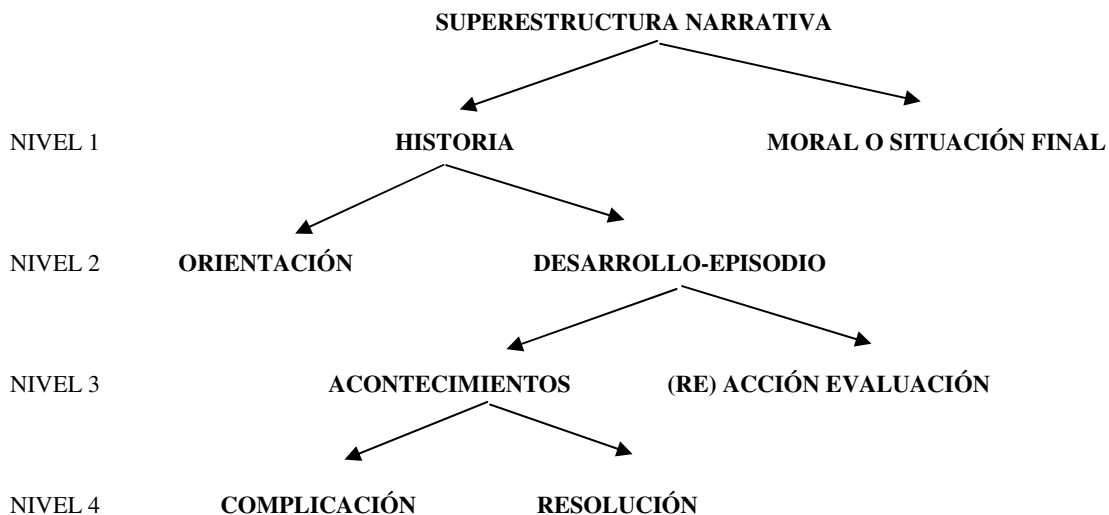 SUPERESTRUCTURA NARRATIVA
NIVEL 1 HISTORIA MORAL O SITUACIÓN FINAL
NIVEL 2 ORIENTACIÓN DESARROLLO-EPISODIO
NIVEL 3 ACONTECIMIENTOS (RE) ACCIÓN EVALUACIÓN
NIVEL 4 COMPLICACIÓN RESOLUCIÓN